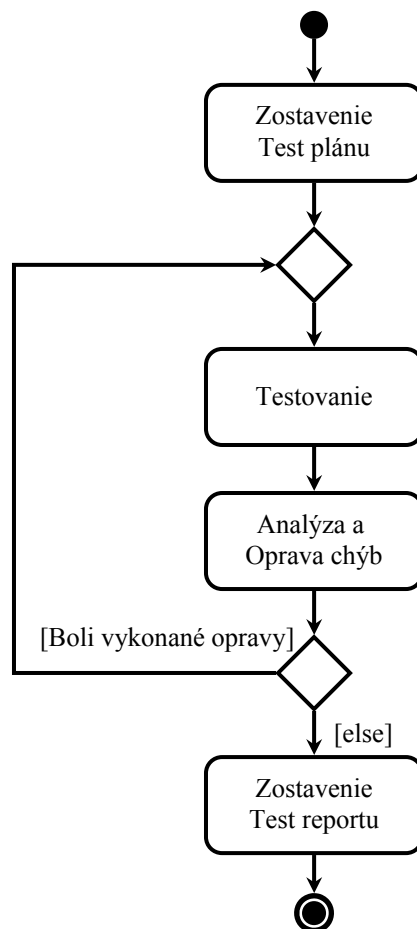 Zostavenie
Test plánu
Testovanie
Analýza a
Oprava chýb
[Boli vykonané opravy]
[else]
Zostavenie
Test reportu